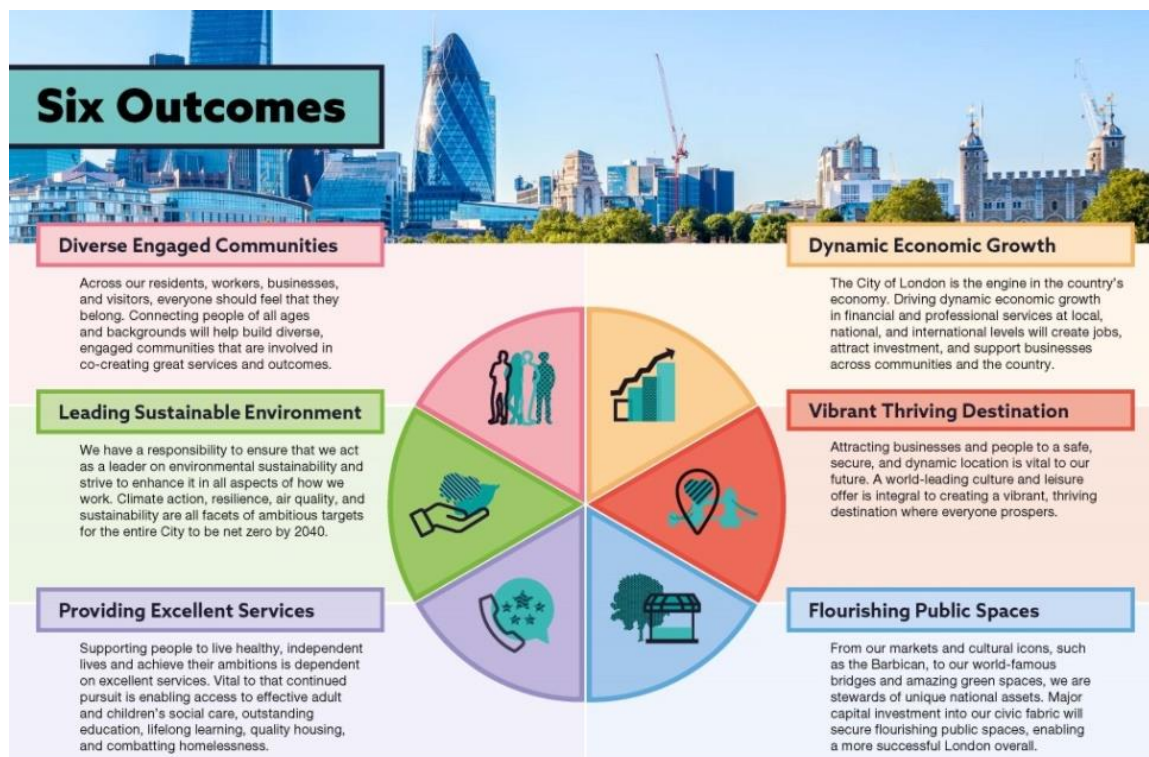 Six Outcomes
Diverse Engaged Communities
Across our residents, workers, businesses,
and visitors, everyone should feel that they
belong. Connecting people of all ages
and backgrounds will help build diverse,
engaged communities that are involved in
co-creating great services and outcomes.
Leading Sustainable Environment
We have a responsibility to ensure that we act
as a leader on environmental sustainability and
strive to enhance it in all aspects of how we
work. Climate action, resilience, air quality, and
sustainability are all facets of ambitious targets
for the entire City to be net zero by 2040.
Providing Excellent Services
Supporting people to live healthy, independent
lives and achieve their ambitions is dependent
on excellent services. Vital to that continued
pursuit is enabling access to effective adult
and children's social care, outstanding
education, lifelong learning, quality housing,
and combatting homelessness.
Dynamic Economic Growth
The City of London is the engine in the country's
economy. Driving dynamic economic growth
in financial and professional services at local,
national, and international levels will create jobs,
attract investment, and support businesses
across communities and the country.
Vibrant Thriving Destination
Attracting businesses and people to a safe,
secure, and dynamic location is vital to our
future. A world-leading culture and leisure
offer is integral to creating a vibrant, thriving
destination where everyone prospers.
Flourishing Public Spaces
From our markets and cultural icons, such
as the Barbican, to our world-famous
bridges and amazing green spaces, we are
stewards of unique national assets. Major
capital investment into our civic fabric will
secure flourishing public spaces, enabling
a more successful London overall.